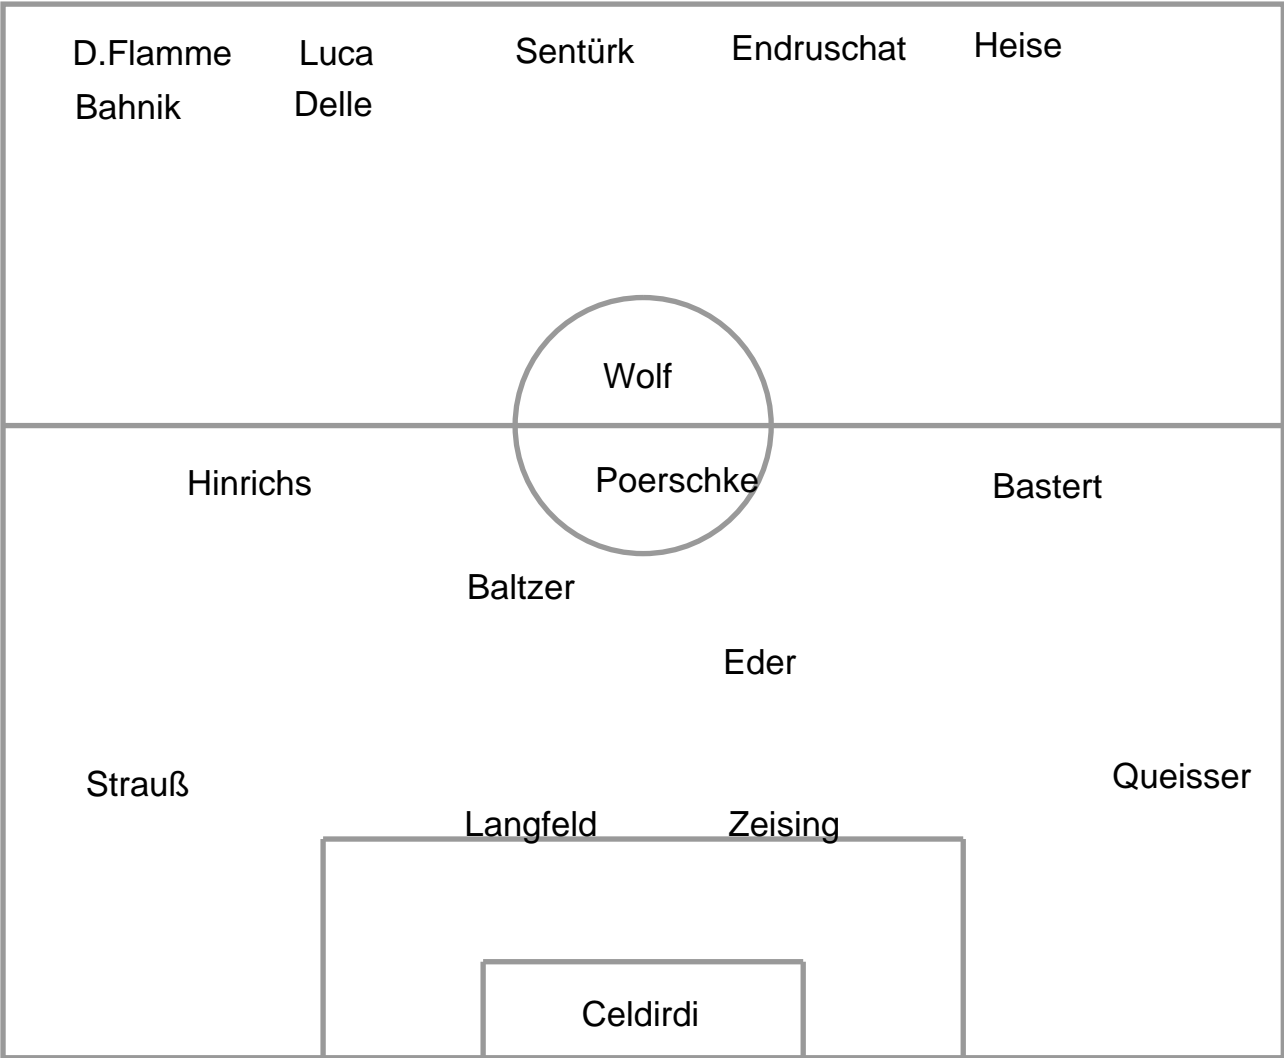 D.Flamme Luca Sentürk Endruschat Heise
Bahnik Delle
Wolf
Hinrichs Poerschke Bastert
Baltzer
Eder
Strauß Queisser
Langfeld Zeising
Celdirdi